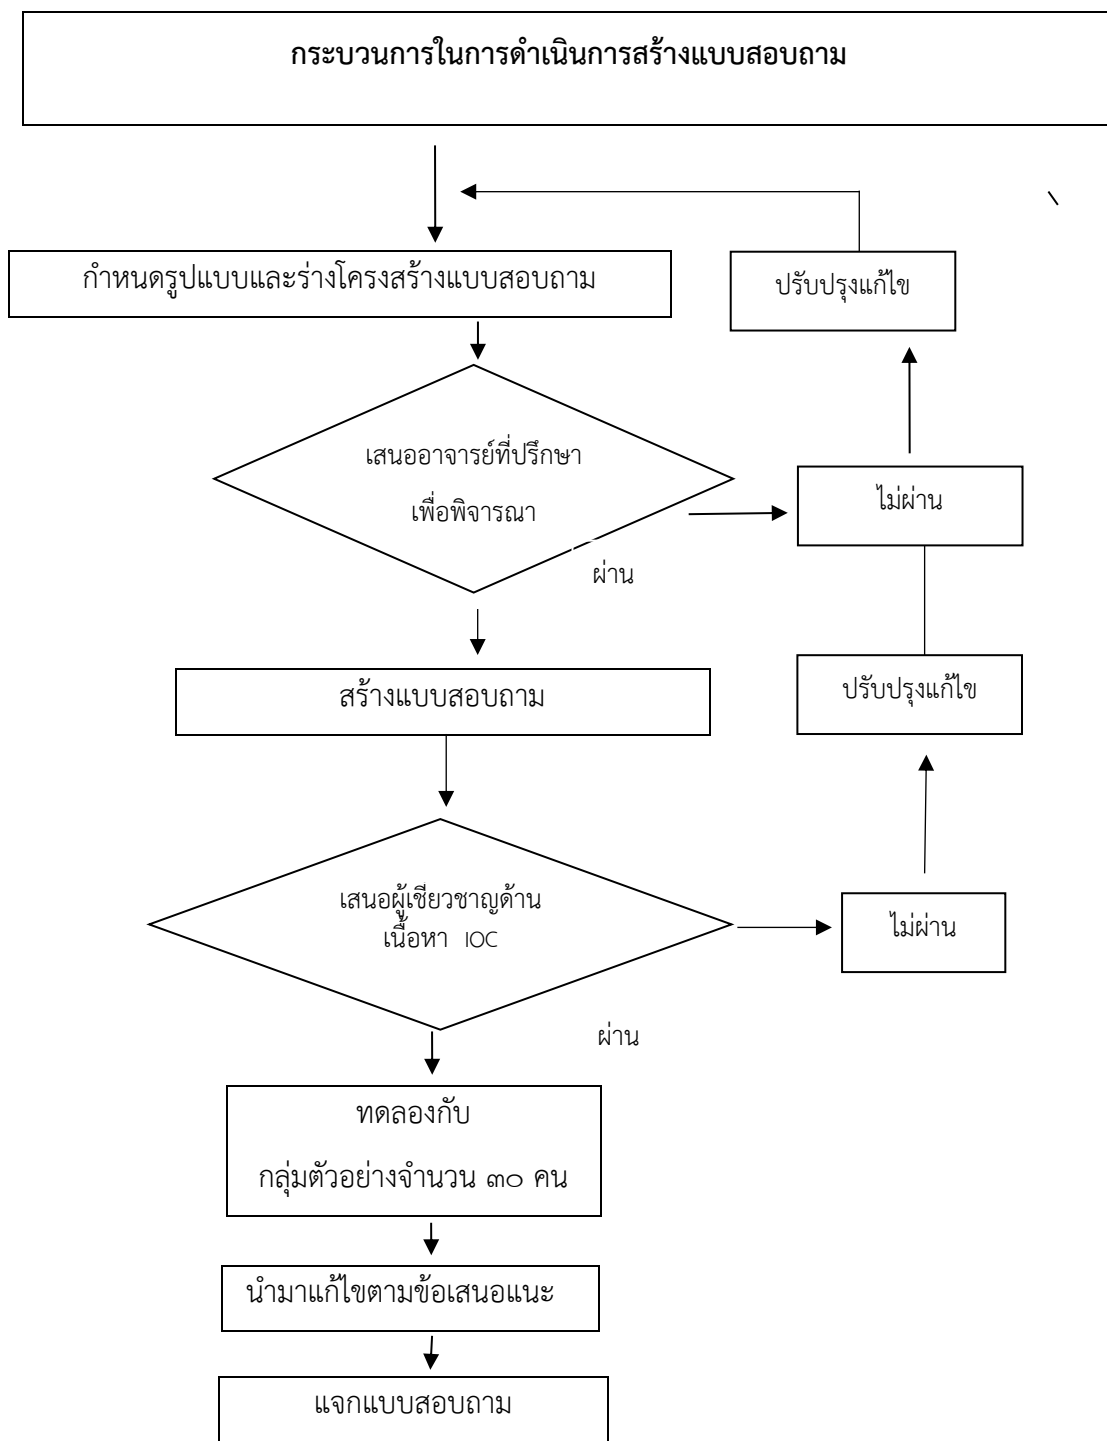 กระบวนการในการดำเนินการสร้างแบบสอบถาม
กำหนดรูปแบบและร่างโครงสร้างแบบสอบถาม
ปรับปรุงแก้ไข
เสนออาจารย์ที่ปรึกษา
เพื่อพิจารณา
ไม่ผ่าน
ผ่าน
สร้างแบบสอบถาม
ปรับปรุงแก้ไข
เสนอผู้เชียวชาญด้าน
เนื้อหา IOC
ไม่ผ่าน
ผ่าน
ทดลองกับ
กลุ่มตัวอย่างจำนวน ๓๐ คน
นำมาแก้ไขตามข้อเสนอแนะ
แจกแบบสอบถาม